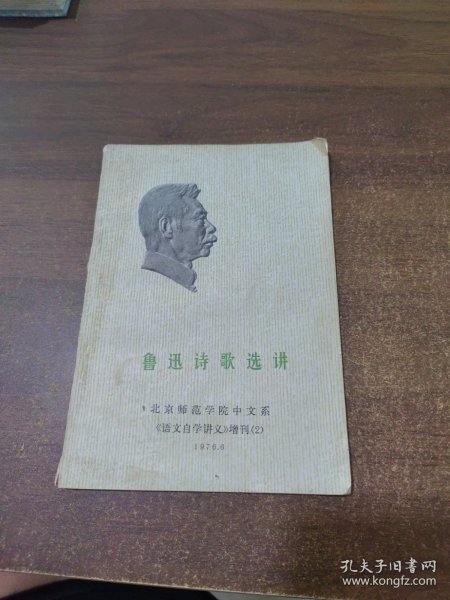 鲁迅诗歌选讲
北京师范学院中文系
《语文自学讲义》增刊(2)
1976.6
孔夫子旧书网
www.kongfz.com